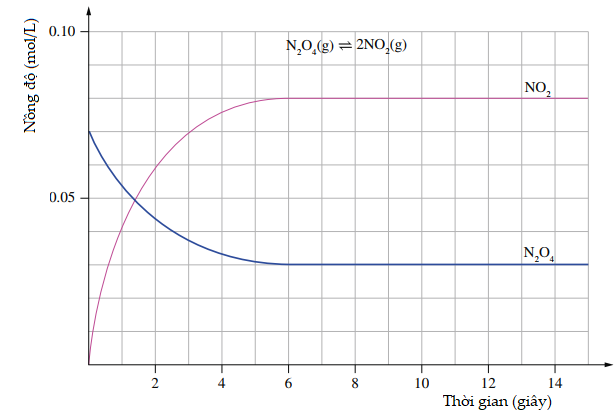 Nồng độ (mol/L)
0.10
0.05
N₂O₄(g) ⇌ 2NO₂(g)
NO₂
N₂O₄
2 4 6 8 10 12 14
Thời gian (giây)